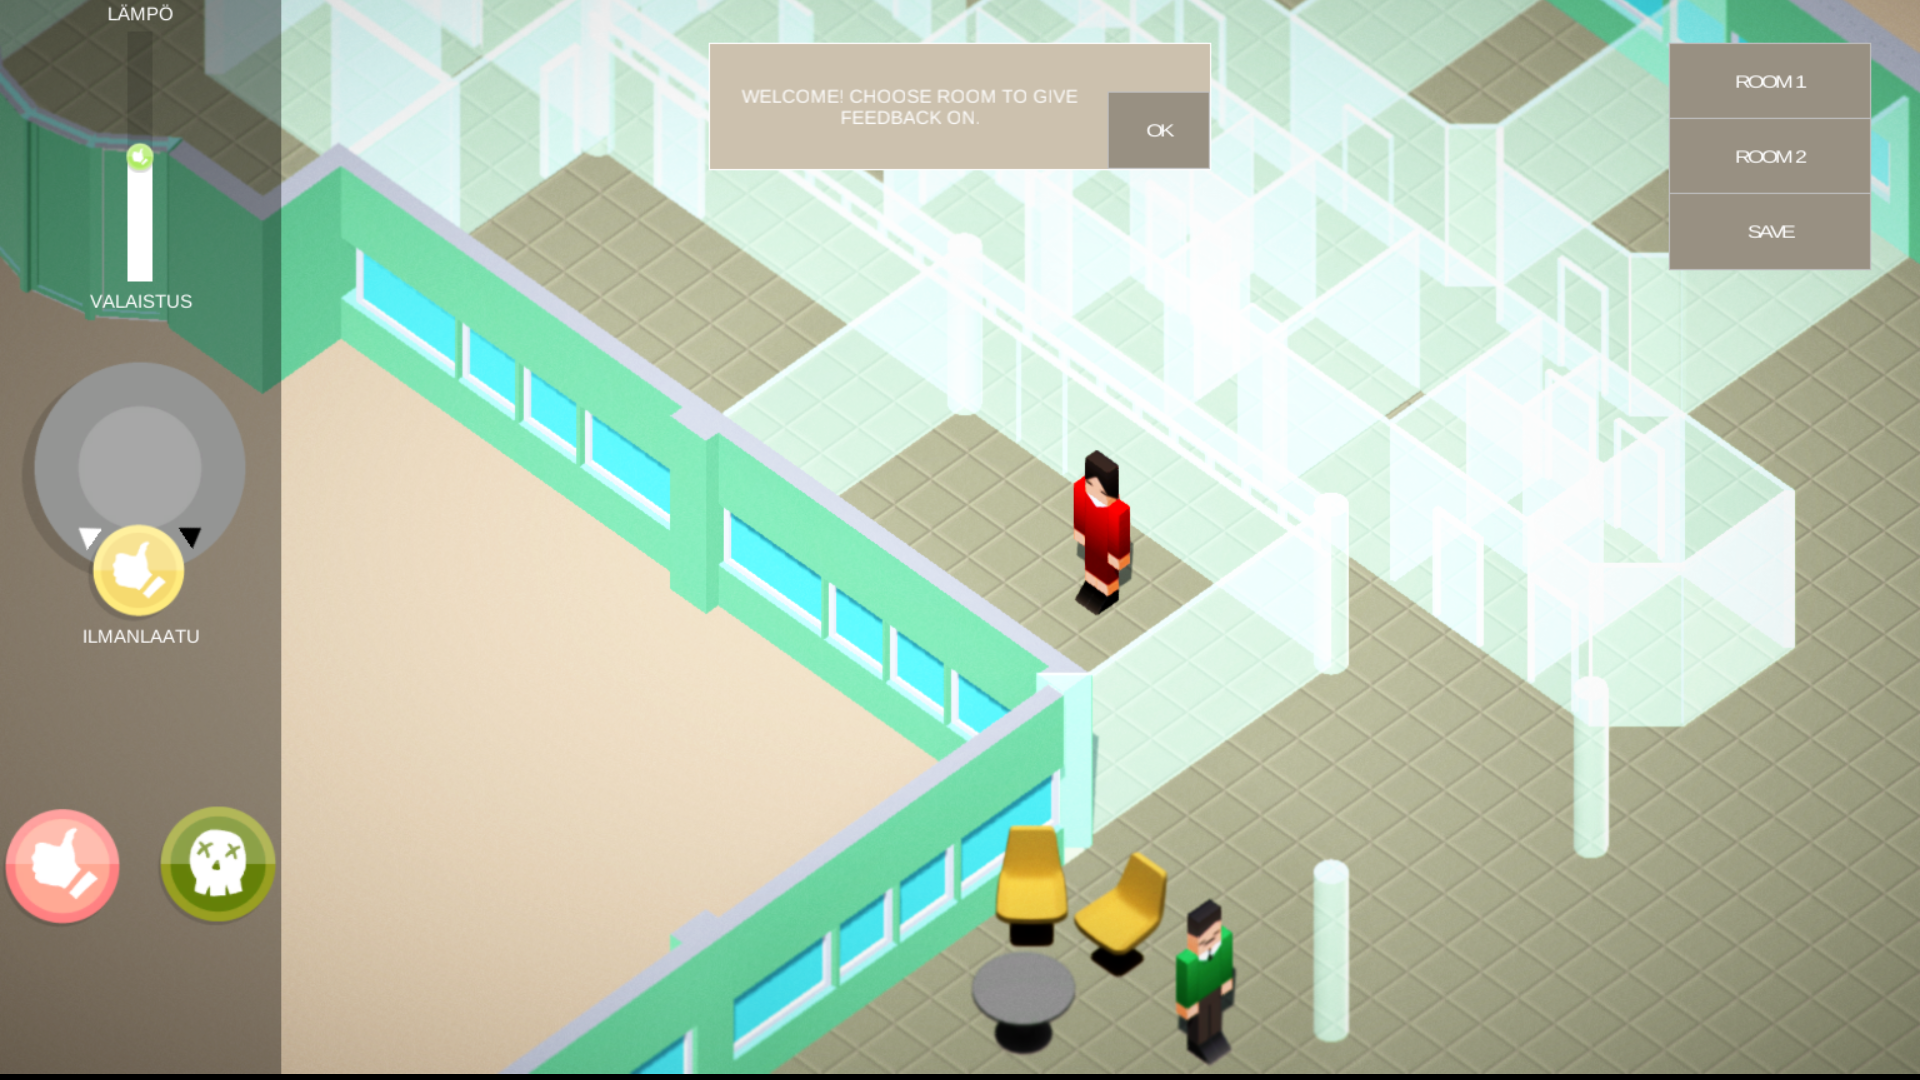 LÄMPÖ
VALAISTUS
ILMANLAATU
WELCOME! CHOOSE ROOM TO GIVE
FEEDBACK ON.
OK
ROOM 1
ROOM 2
SAVE